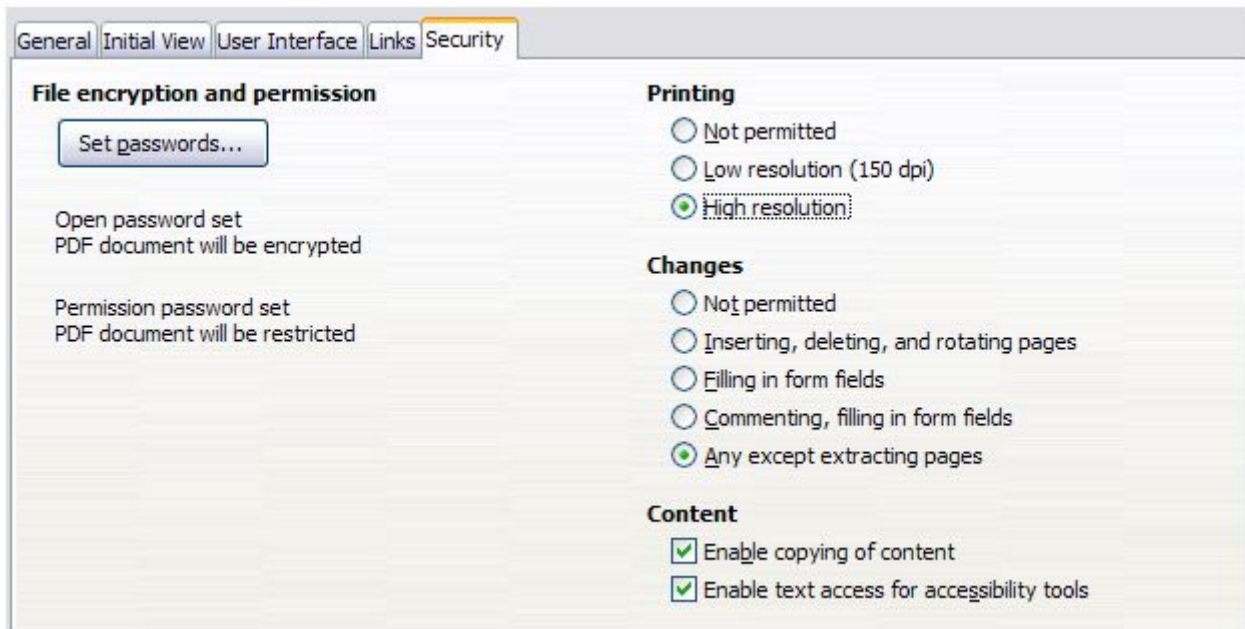 General Initial View User Interface Links Security
File encryption and permission
Set passwords...
Open password set
PDF document will be encrypted
Permission password set
PDF document will be restricted
Printing
Not permitted
Low resolution (150 dpi)
High resolution
Changes
Not permitted
Inserting, deleting, and rotating pages
Filling in form fields
Commenting, filling in form fields
Any except extracting pages
Content
Enable copying of content
Enable text access for accessibility tools